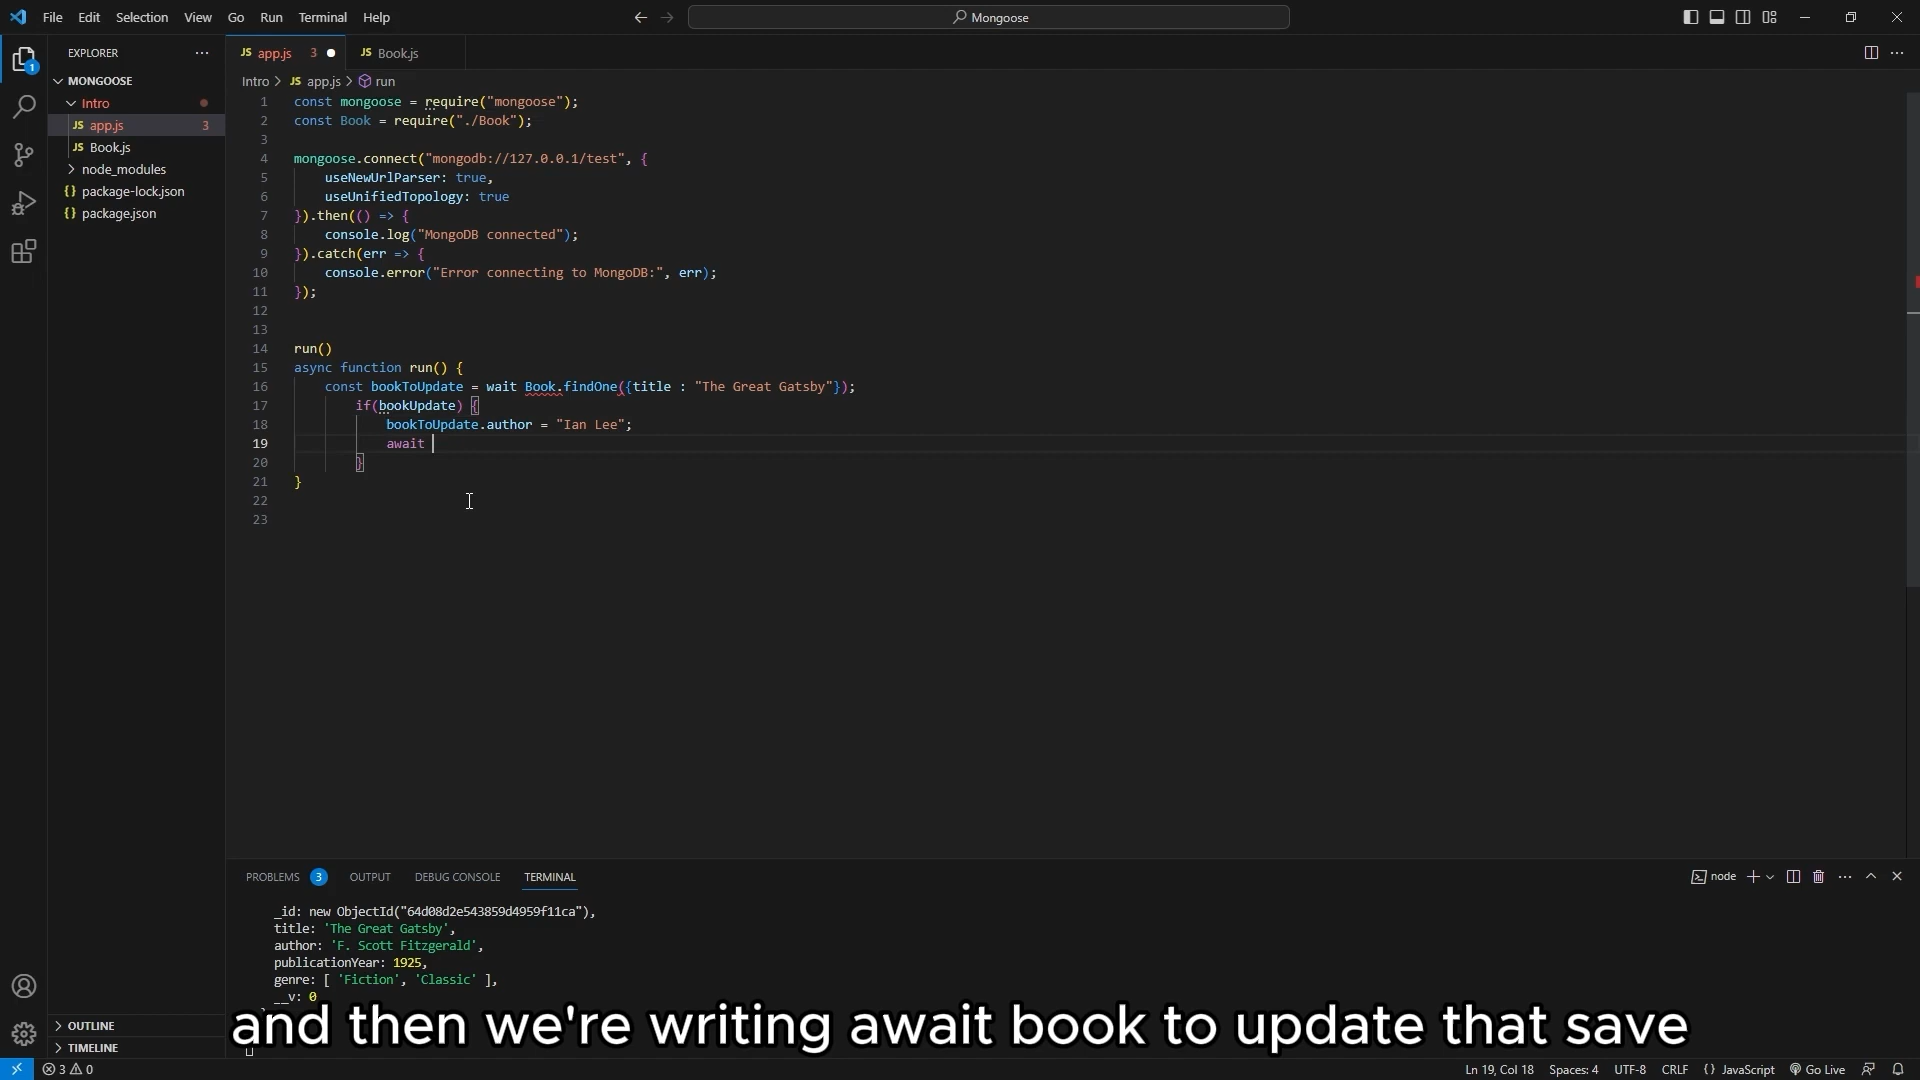 File Edit Selection View Go Run Terminal Help
Mongoose
EXPLORER
MONGOOSE
Intro
JS app.js 3
JS Book.js
node_modules
{} package-lock.json
{} package.json
OUTLINE
TIMELINE
1
JS app.js 3
JS Book.js
Intro > JS app.js > run
1 const mongoose = require("mongoose");
2 const Book = require("./Book");
3
4 mongoose.connect("mongodb://127.0.0.1/test", {
5 useNewUrlParser: true,
6 useUnifiedTopology: true
7 }).then(() => {
8 console.log("MongoDB connected");
9 }).catch(err => {
10 console.error("Error connecting to MongoDB:", err);
11 });
12
13
14 run()
15 async function run() {
16 const bookToUpdate = wait Book.findOne({title : "The Great Gatsby"});
17 if(bookUpdate) {
18 bookToUpdate.author = "Ian Lee";
19 await
20 }
21 }
22
23
PROBLEMS 3 OUTPUT DEBUG CONSOLE TERMINAL
node
_id: new ObjectId("64d08d2e543859d4959f11ca"),
title: 'The Great Gatsby',
author: 'F. Scott Fitzgerald',
publicationYear: 1925,
genre: [ 'Fiction', 'Classic' ],
__v: 0
and then we're writing await book to update that save
3 0
Ln 19, Col 18 Spaces: 4 UTF-8 CRLF {} JavaScript Go Live